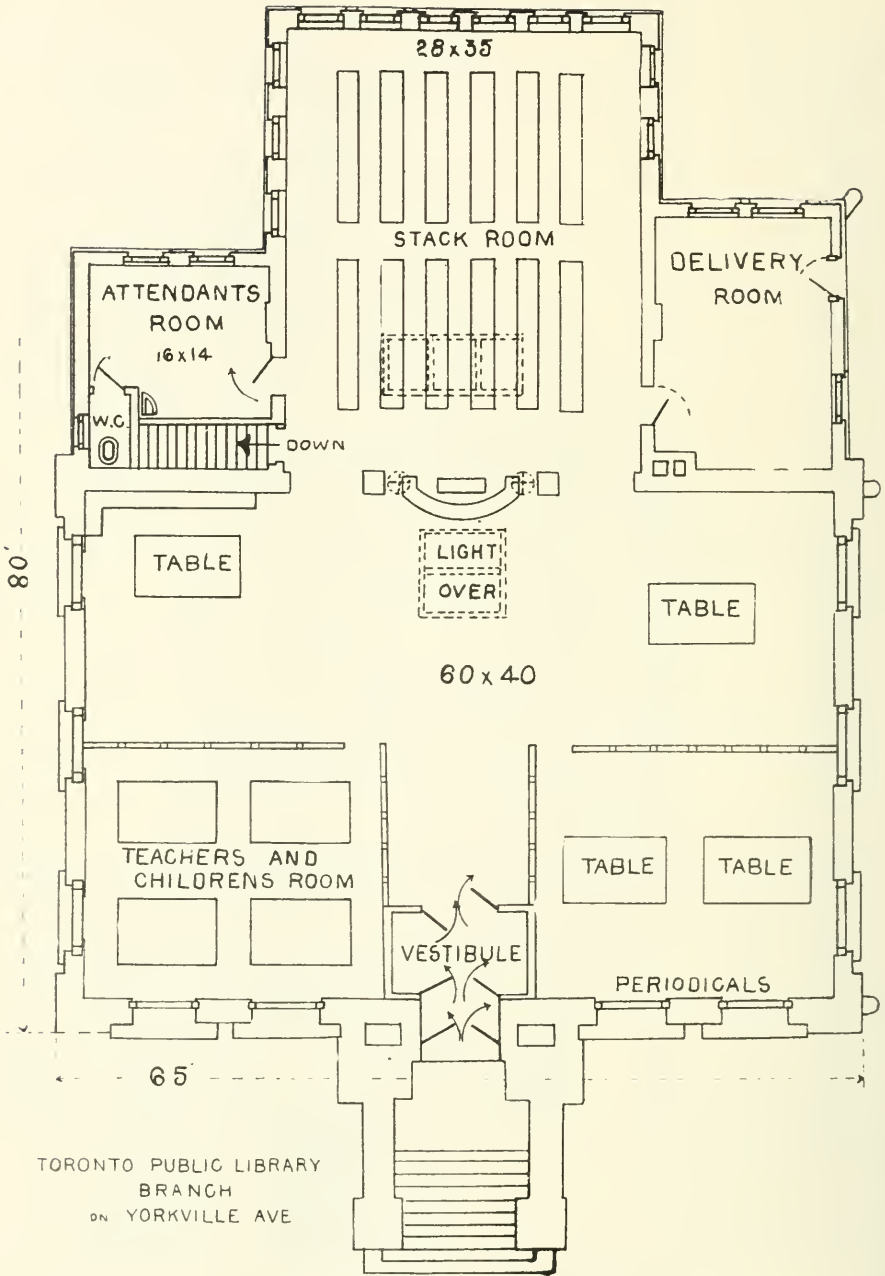 28 x 35
STACK ROOM
DELIVERY
ROOM
ATTENDANTS
ROOM
16 x 14
W.C.
DOWN
80'
TABLE
LIGHT
OVER
TABLE
60 x 40
TEACHERS AND
CHILDRENS ROOM
TABLE
TABLE
VESTIBULE
PERIODICALS
65'
TORONTO PUBLIC LIBRARY
BRANCH
ON YORKVILLE AVE